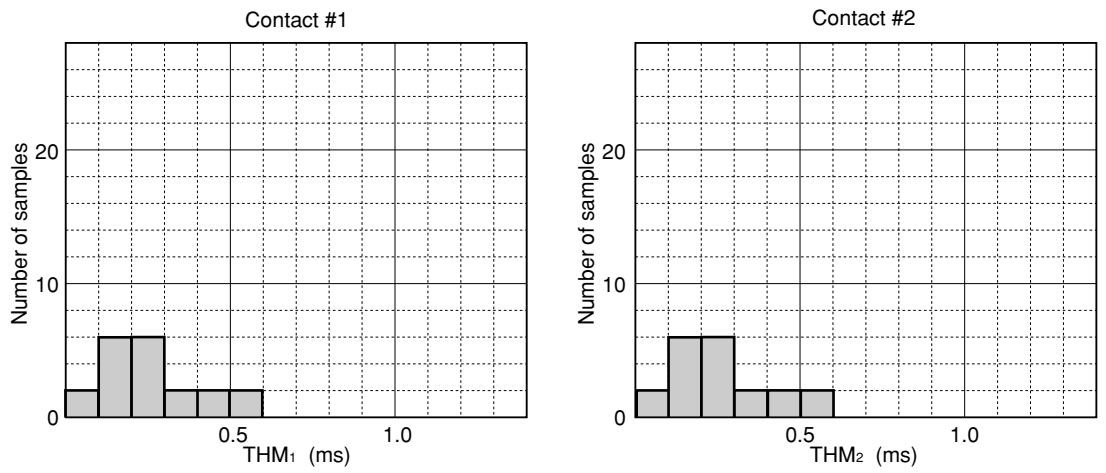 Contact #1
Number of samples
20
10
0
0.5
1.0
THM₁ (ms)
Contact #2
Number of samples
20
10
0
0.5
1.0
THM₂ (ms)